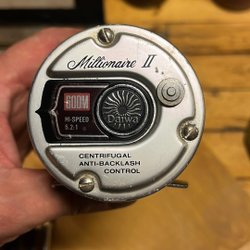 Millionaire II
600M
HI-SPEED
5.2:1
Daiwa
CENTRIFUGAL
ANTI-BACKLASH
CONTROL